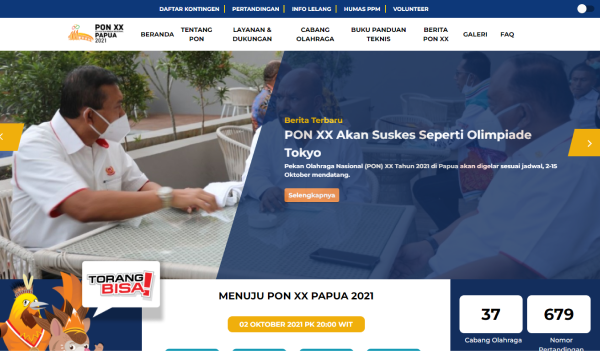 DAFTAR KONTINGEN | PERTANDINGAN | INFO LELANG | HUMAS PPM | VOLUNTEER
PON XX
PAPUA
2021
BERANDA
TENTANG
PON
LAYANAN &
DUKUNGAN
CABANG
OLAHRAGA
BUKU PANDUAN
TEKNIS
BERITA
PON XX
GALERI
FAQ
Berita Terbaru
PON XX Akan Suskes Seperti Olimpiade
Tokyo
Pekan Olahraga Nasional (PON) XX Tahun 2021 di Papua akan digelar sesuai jadwal, 2-15
Oktober mendatang.
Selengkapnya
TORANG
BISA!
MENUJU PON XX PAPUA 2021
02 OKTOBER 2021 PK 20:00 WIT
37
Cabang Olahraga
679
Nomor
Pertandingan